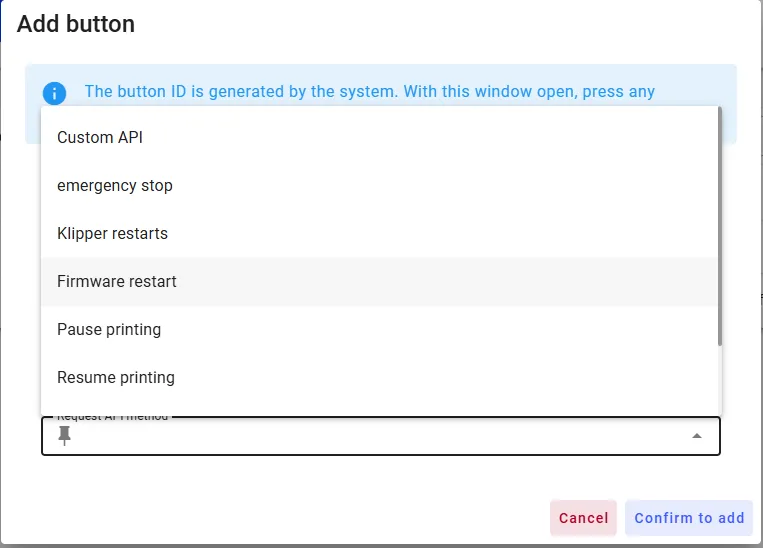 Add button
The button ID is generated by the system. With this window open, press any
Custom API
emergency stop
Klipper restarts
Firmware restart
Pause printing
Resume printing
Request API method
Cancel
Confirm to add